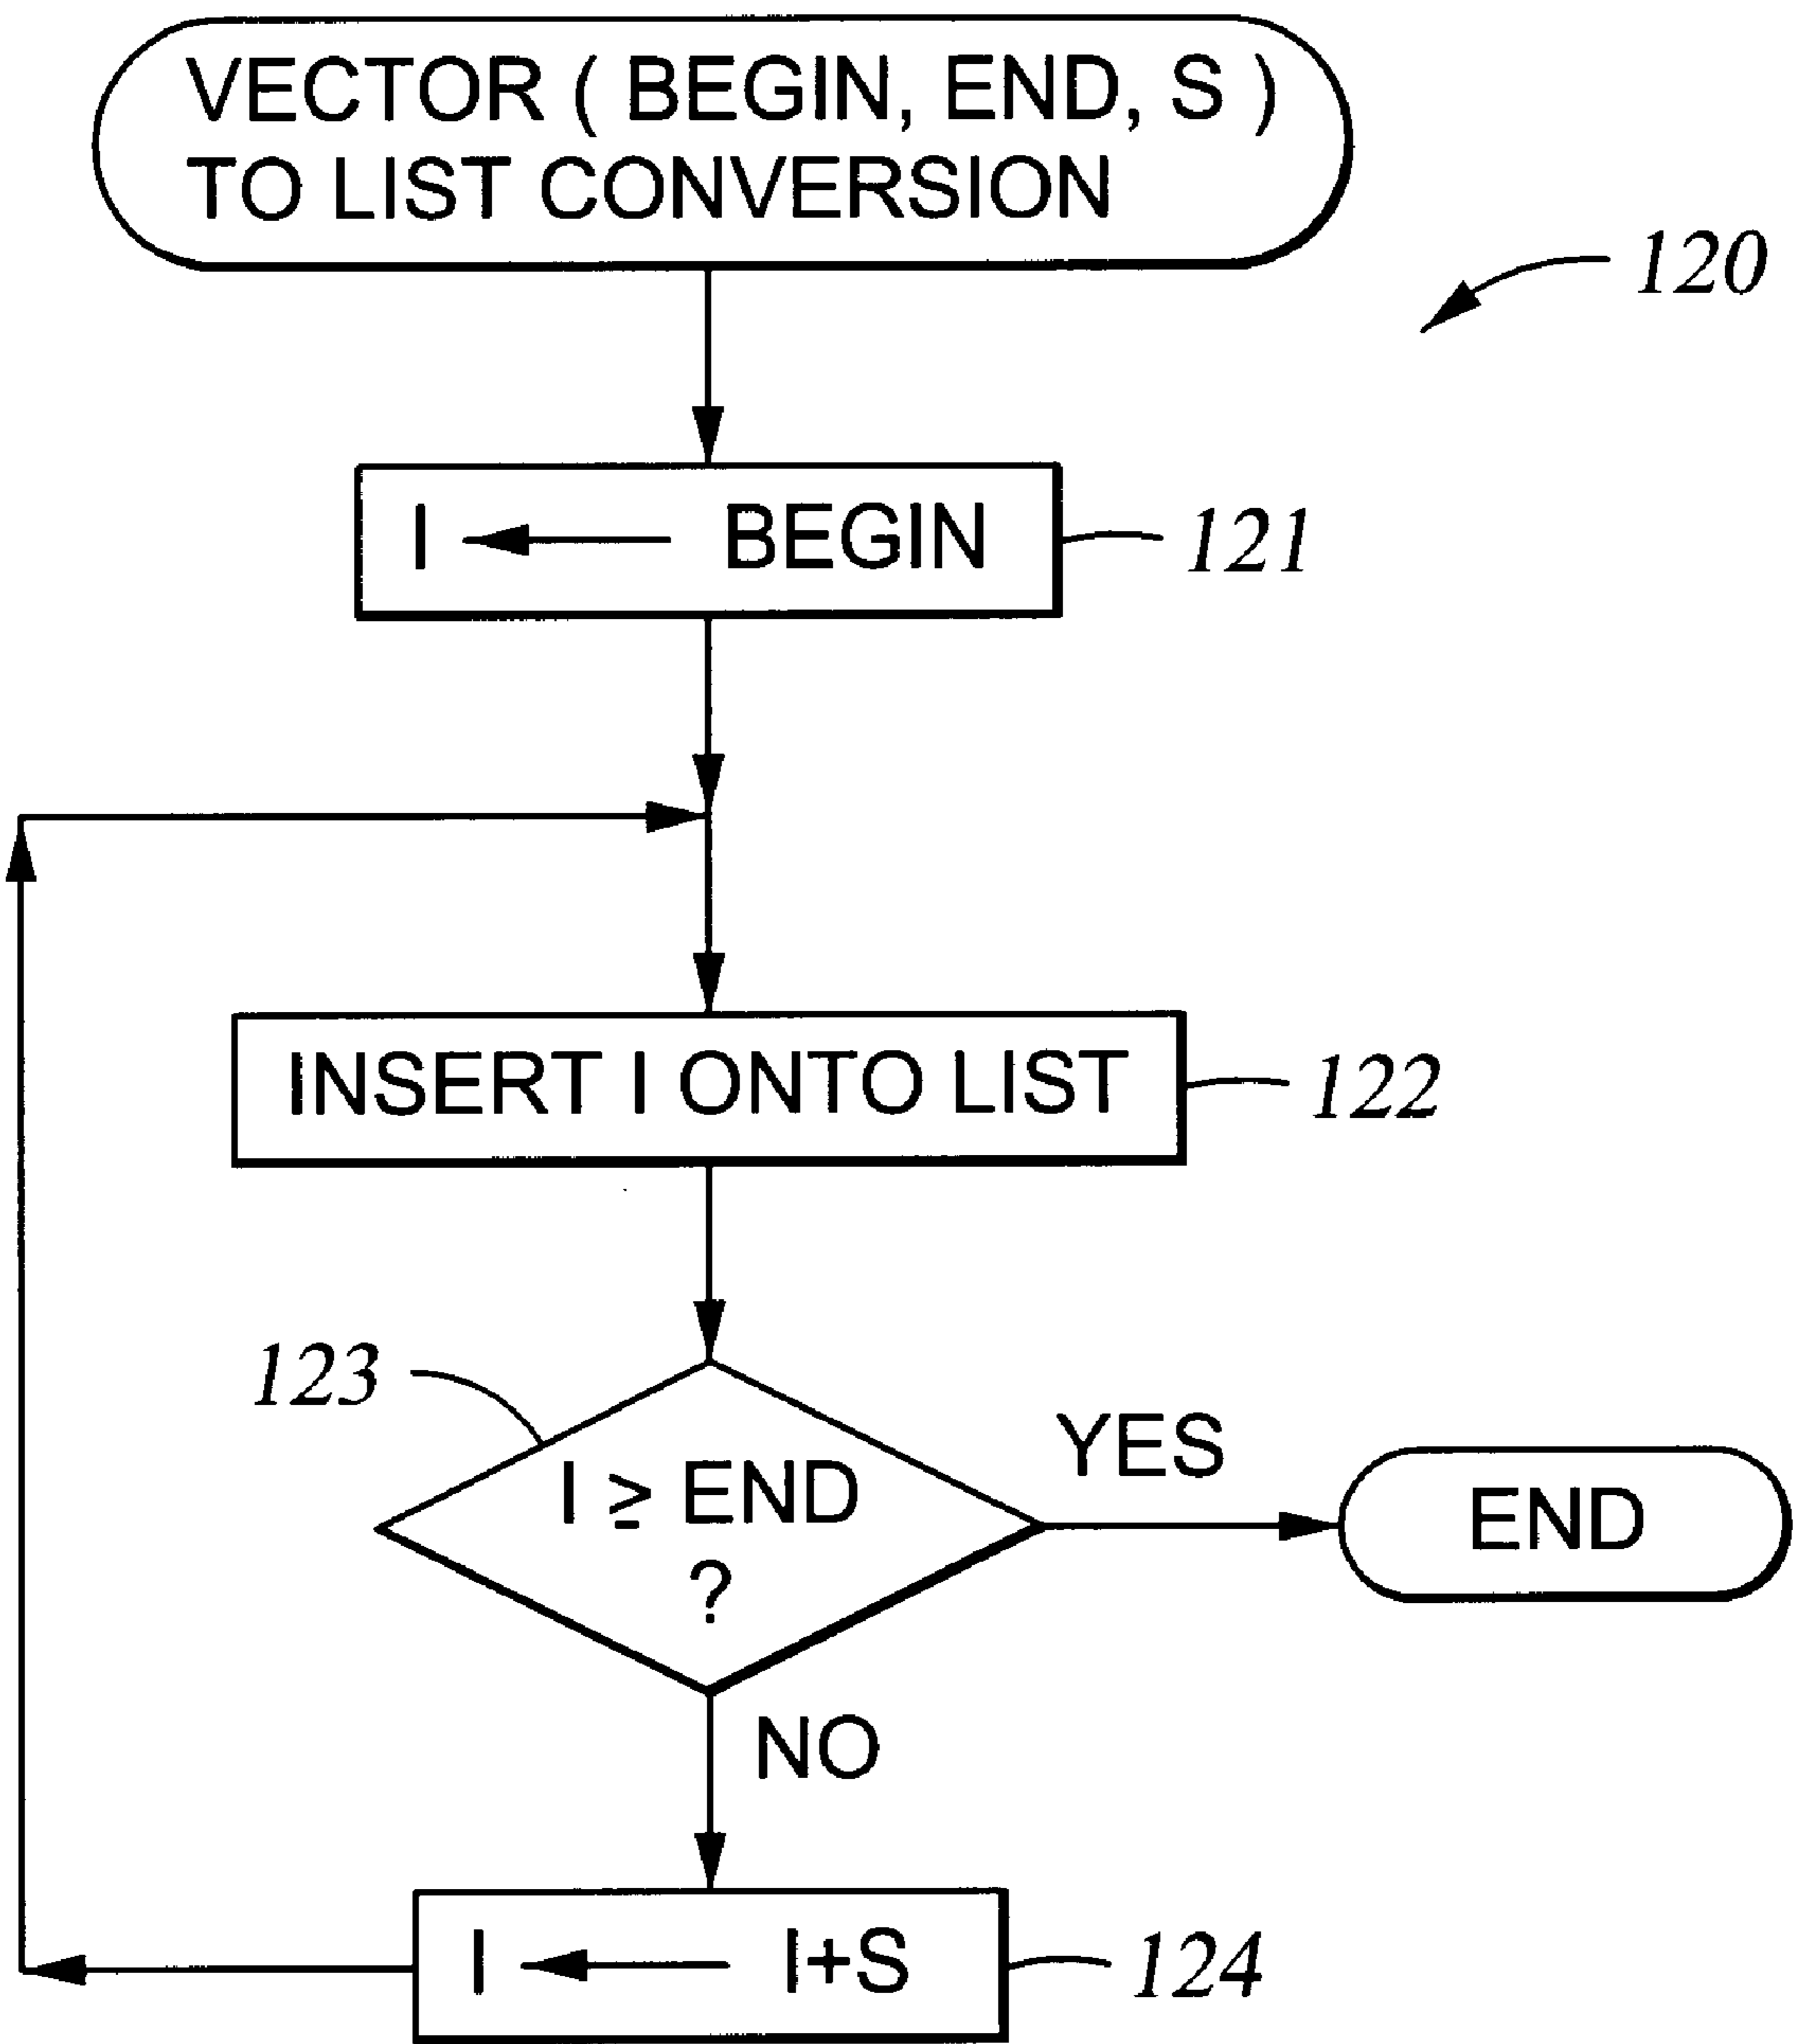 VECTOR ( BEGIN, END, S )
TO LIST CONVERSION
120
I ← BEGIN
121
INSERT I ONTO LIST
122
123
I ≥ END
?
YES
END
NO
I ← I+S
124